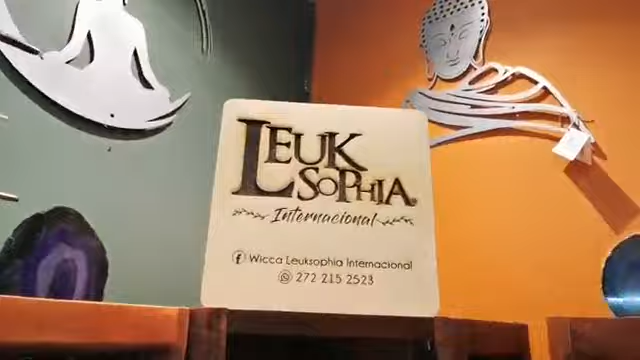 LEUK
SOPHIA
Internacional
Wicca Leuksophia Internacional
272 215 2523